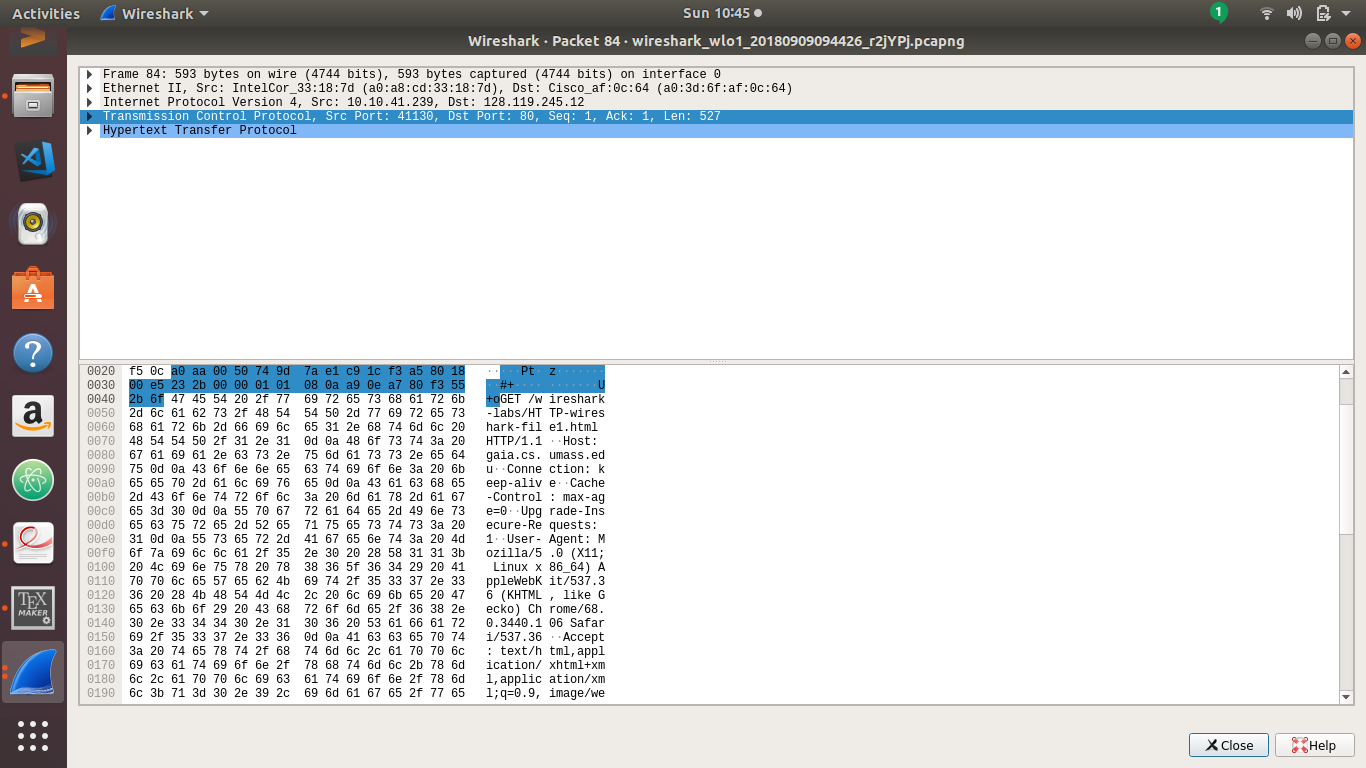 Activities Wireshark Sun 10:45 1
Wireshark · Packet 84 · wireshark_wlo1_20180909094426_r2jYPj.pcapng
Frame 84: 593 bytes on wire (4744 bits), 593 bytes captured (4744 bits) on interface 0
Ethernet II, Src: IntelCor_33:18:7d (a0:a8:cd:33:18:7d), Dst: Cisco_af:0c:64 (a0:3d:6f:af:0c:64)
Internet Protocol Version 4, Src: 10.10.41.239, Dst: 128.119.245.12
Transmission Control Protocol, Src Port: 41130, Dst Port: 80, Seq: 1, Ack: 1, Len: 527
Hypertext Transfer Protocol
0020 f5 0c a0 aa 00 50 74 9d 7a e1 c9 1c f3 a5 80 18 ·····Pt· z·······
0030 00 e5 23 2b 00 00 01 01 08 0a a9 0e a7 80 f3 55 ··#+···· ·······U
0040 2b 6f 47 45 54 20 2f 77 69 72 65 73 68 61 72 6b +oGET /w ireshark
0050 2d 6c 61 62 73 2f 48 54 54 50 2d 77 69 72 65 73 -labs/HT TP-wires
0060 68 61 72 6b 2d 66 69 6c 65 31 2e 68 74 6d 6c 20 hark-fil e1.html
0070 48 54 54 50 2f 31 2e 31 0d 0a 48 6f 73 74 3a 20 HTTP/1.1 ··Host:
0080 67 61 69 61 2e 63 73 2e 75 6d 61 73 73 2e 65 64 gaia.cs. umass.ed
0090 75 0d 0a 43 6f 6e 6e 65 63 74 69 6f 6e 3a 20 6b u··Conne ction: k
00a0 65 65 70 2d 61 6c 69 76 65 0d 0a 43 61 63 68 65 eep-aliv e··Cache
00b0 2d 43 6f 6e 74 72 6f 6c 3a 20 6d 61 78 2d 61 67 -Control : max-ag
00c0 65 3d 30 0d 0a 55 70 67 72 61 64 65 2d 49 6e 73 e=0··Upg rade-Ins
00d0 65 63 75 72 65 2d 52 65 71 75 65 73 74 73 3a 20 ecure-Re quests:
00e0 31 0d 0a 55 73 65 72 2d 41 67 65 6e 74 3a 20 4d 1··User- Agent: M
00f0 6f 7a 69 6c 6c 61 2f 35 2e 30 20 28 58 31 31 3b ozilla/5 .0 (X11;
0100 20 4c 69 6e 75 78 20 78 38 36 5f 36 34 29 20 41 Linux x 86_64) A
0110 70 70 6c 65 57 65 62 4b 69 74 2f 35 33 37 2e 33 ppleWebK it/537.3
0120 36 20 28 4b 48 54 4d 4c 2c 20 6c 69 6b 65 20 47 6 (KHTML , like G
0130 65 63 6b 6f 29 20 43 68 72 6f 6d 65 2f 36 38 2e ecko) Ch rome/68.
0140 30 2e 33 34 34 30 2e 31 30 36 20 53 61 66 61 72 0.3440.1 06 Safar
0150 69 2f 35 33 37 2e 33 36 0d 0a 41 63 63 65 70 74 i/537.36 ··Accept
0160 3a 20 74 65 78 74 2f 68 74 6d 6c 2c 61 70 70 6c : text/h tml,appl
0170 69 63 61 74 69 6f 6e 2f 78 68 74 6d 6c 2b 78 6d ication/ xhtml+xm
0180 6c 2c 61 70 70 6c 69 63 61 74 69 6f 6e 2f 78 6d l,applic ation/xm
0190 6c 3b 71 3d 30 2e 39 2c 69 6d 61 67 65 2f 77 65 l;q=0.9, image/we
TEX
MAKER
Close Help